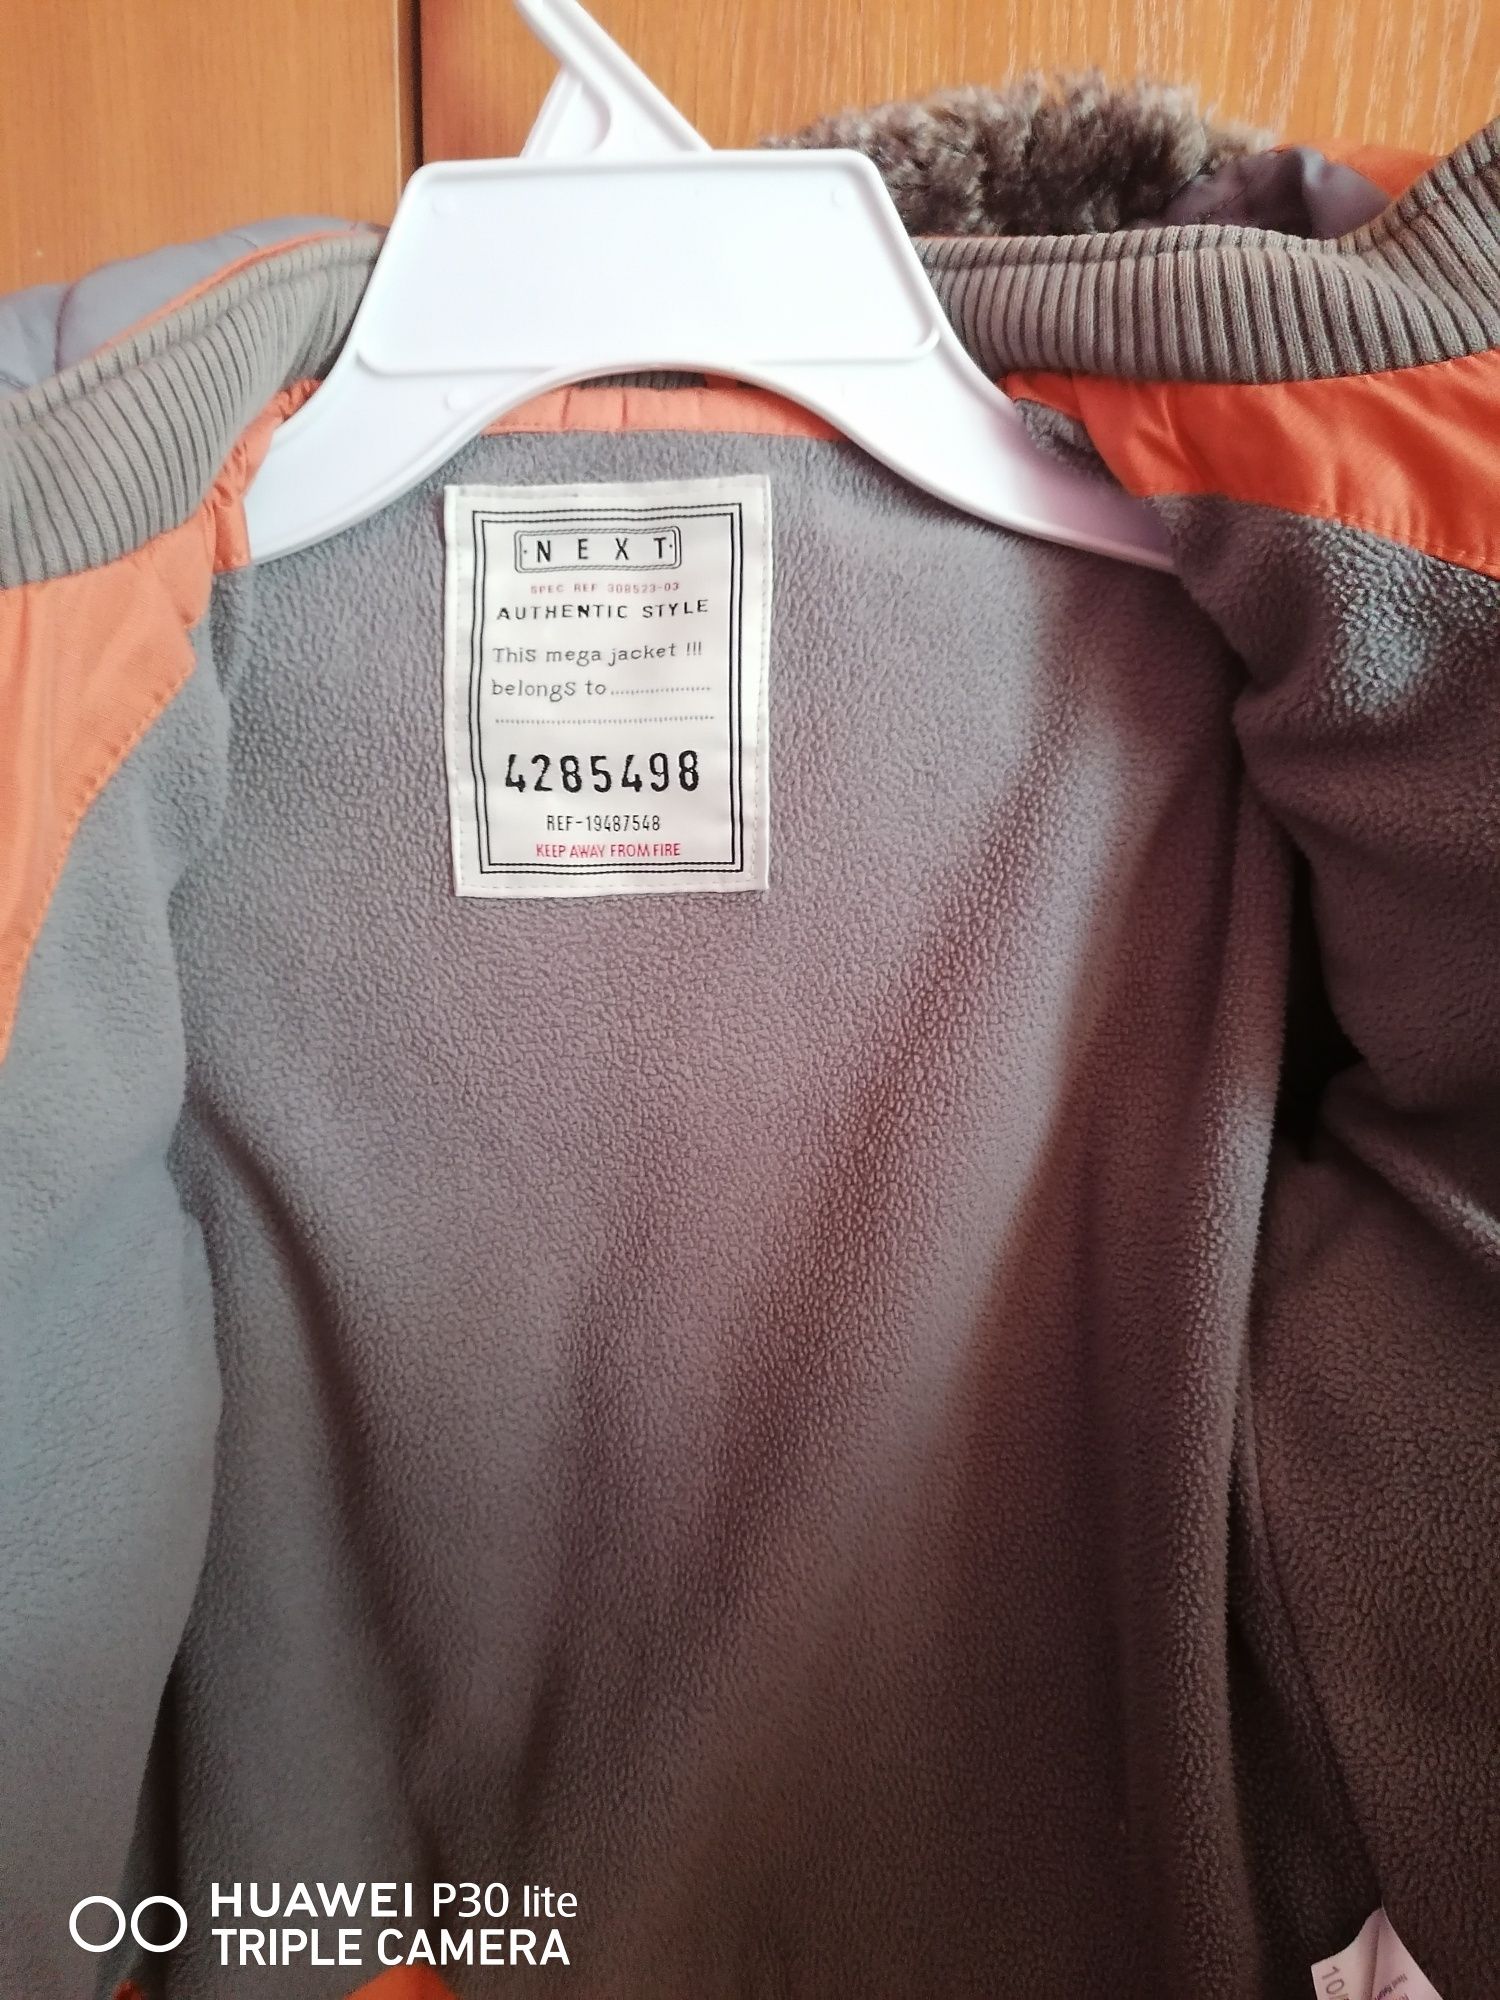 NEXT
SPEC REF 308523-03
AUTHENTIC STYLE
This mega jacket !!!
belongs to....................
............................................
4285498
REF-19487548
KEEP AWAY FROM FIRE
10/
HUAWEI P30 lite
TRIPLE CAMERA